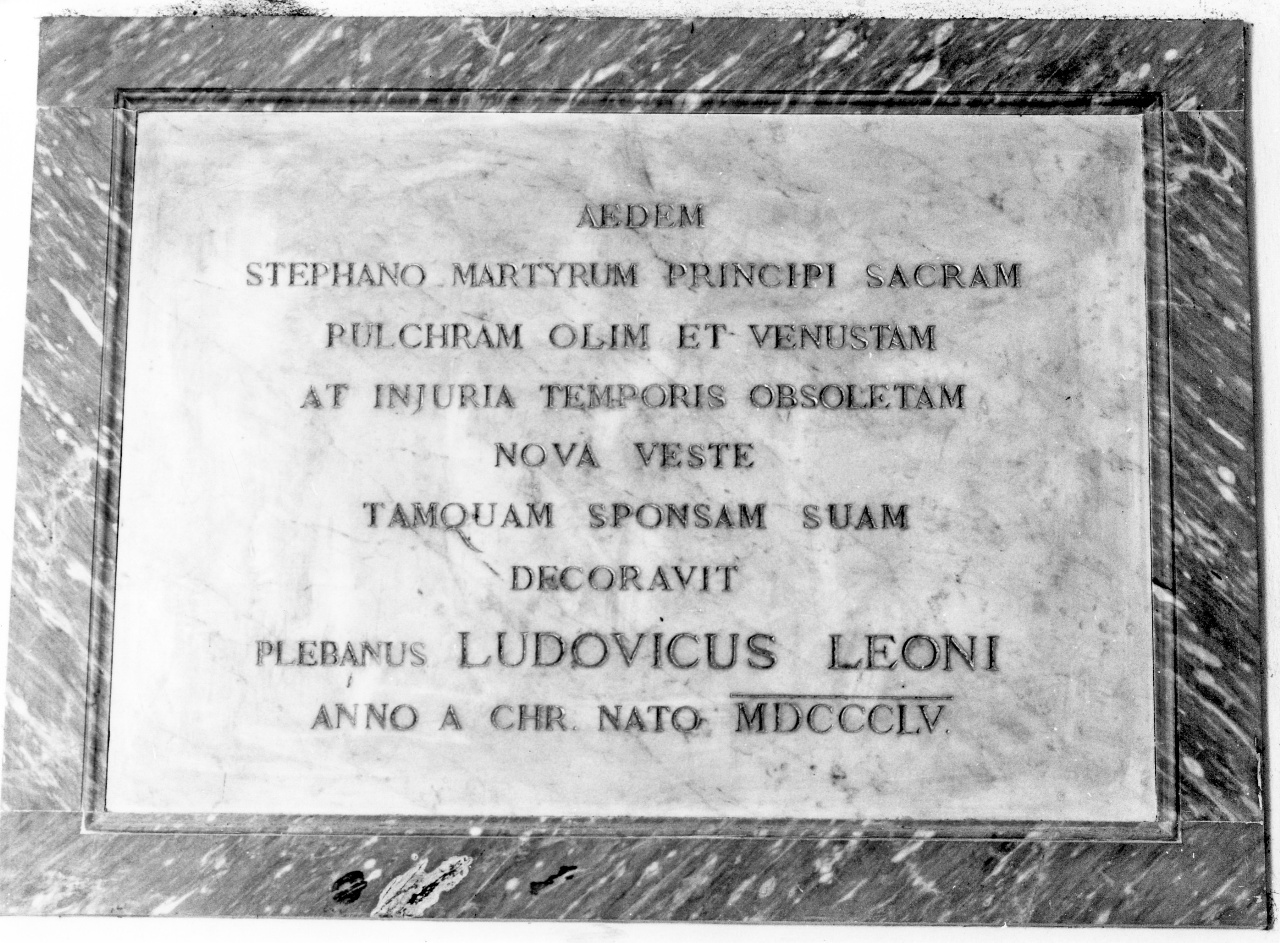 AEDEM
STEPHANO MARTYRUM PRINCIPI SACRAM
PULCHRAM OLIM ET VENUSTAM
AT INJURIA TEMPORIS OBSOLETAM
NOVA VESTE
TAMQUAM SPONSAM SUAM
DECORAVIT
PLEBANUS LUDOVICUS LEONI
ANNO A CHR. NATO MDCCCLV.